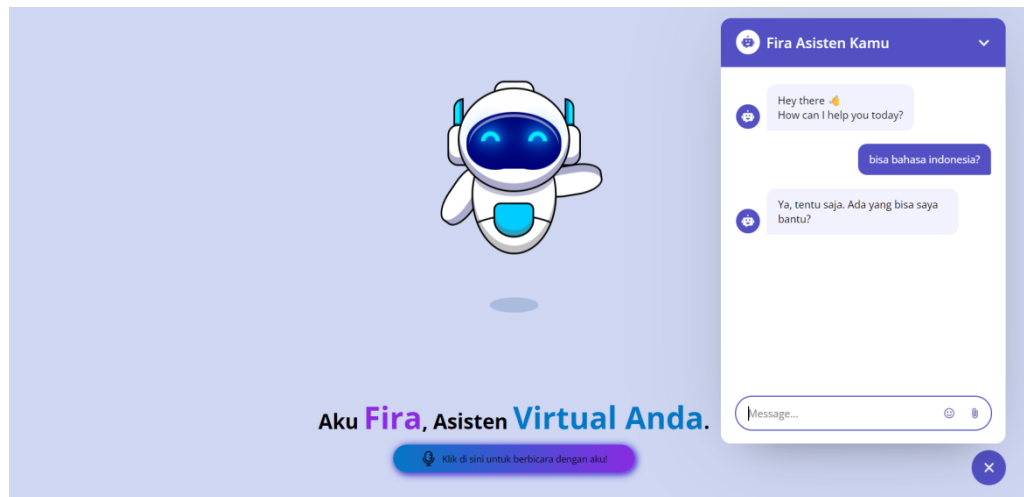 Aku Fira, Asisten Virtual Anda.
Klik di sini untuk berbicara dengan aku!
Fira Asisten Kamu
Hey there 👋
How can I help you today?
bisa bahasa indonesia?
Ya, tentu saja. Ada yang bisa saya
bantu?
Message...